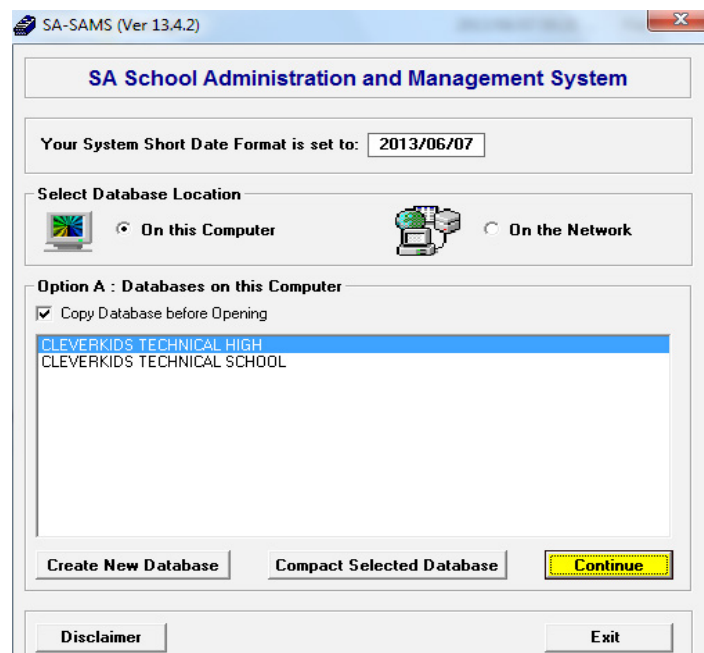 SA-SAMS (Ver 13.4.2)
SA School Administration and Management System
Your System Short Date Format is set to: 2013/06/07
Select Database Location
On this Computer
On the Network
Option A : Databases on this Computer
Copy Database before Opening
CLEVERKIDS TECHNICAL HIGH
CLEVERKIDS TECHNICAL SCHOOL
Create New Database
Compact Selected Database
Continue
Disclaimer
Exit